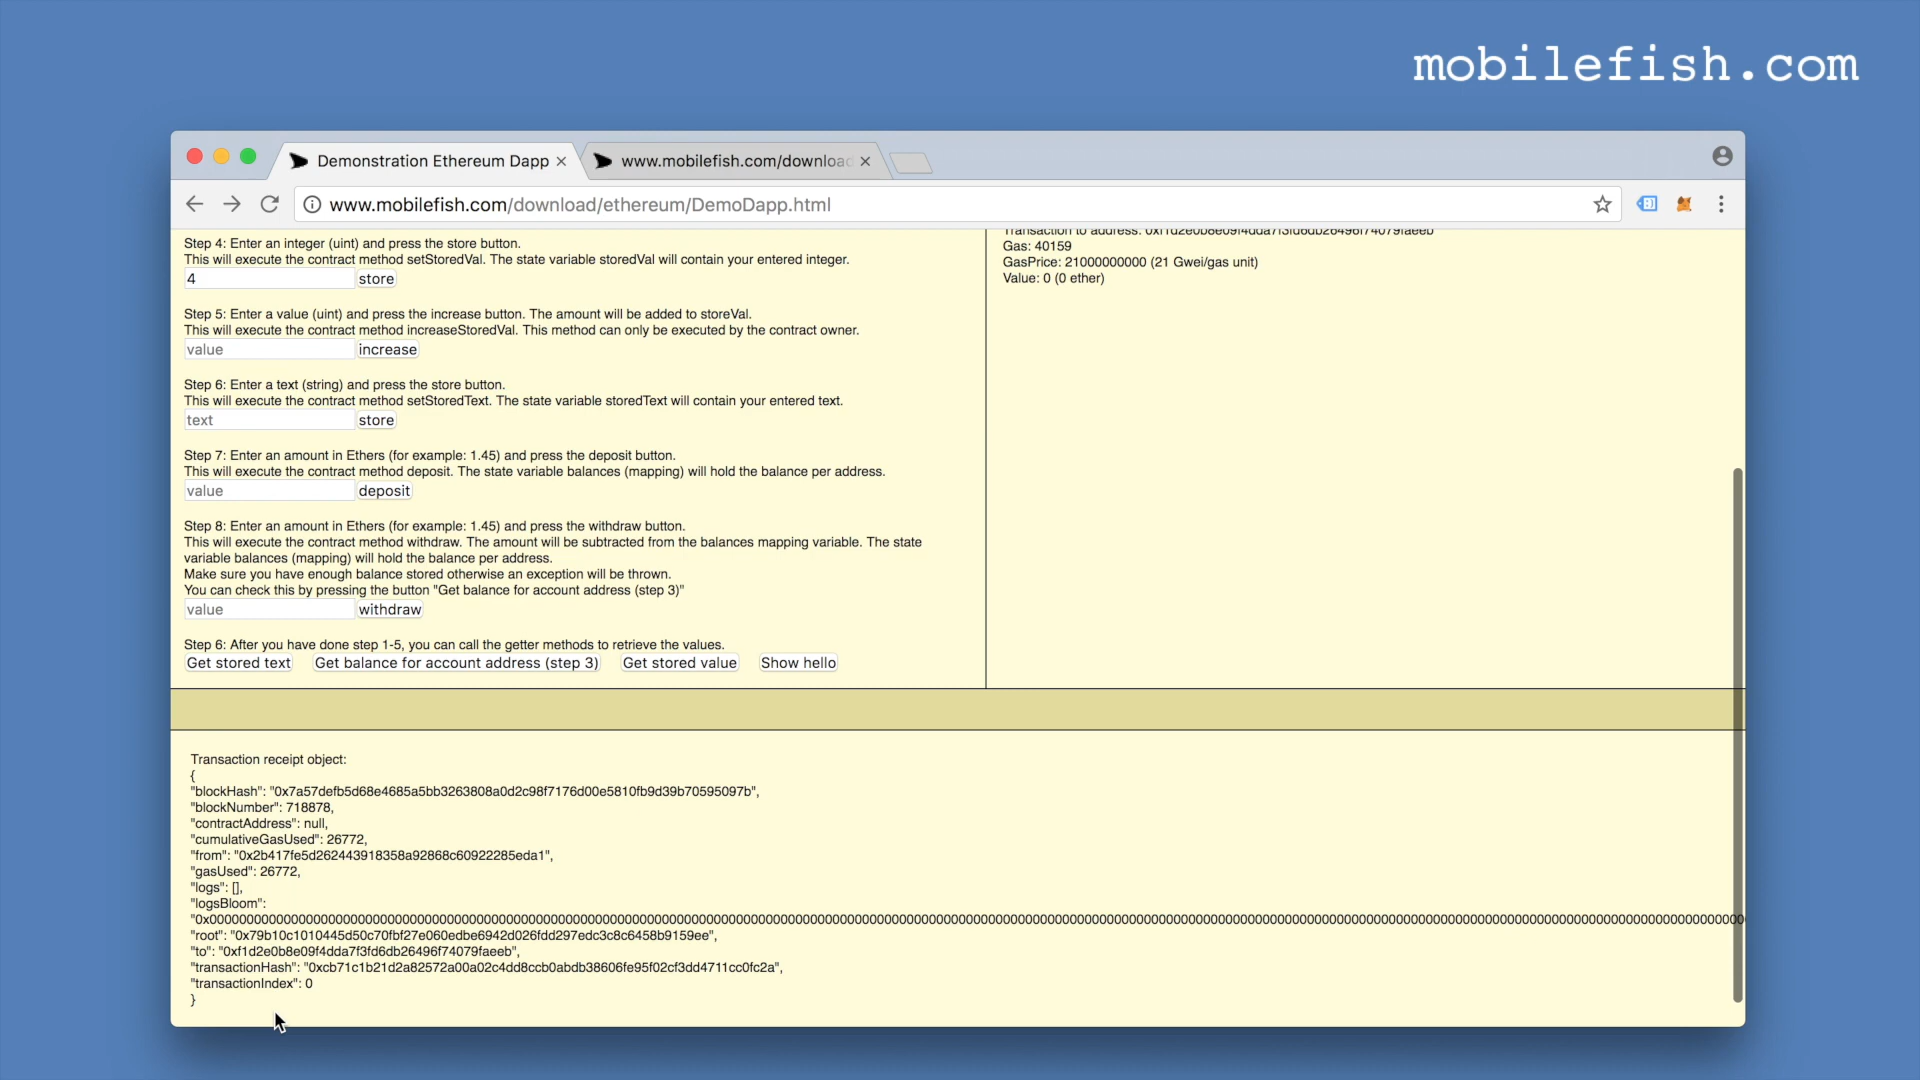 mobilefish.com
Demonstration Ethereum Dapp
www.mobilefish.com/download
www.mobilefish.com/download/ethereum/DemoDapp.html
Step 4: Enter an integer (uint) and press the store button.
This will execute the contract method setStoredVal. The state variable storedVal will contain your entered integer.
4 store
Step 5: Enter a value (uint) and press the increase button. The amount will be added to storeVal.
This will execute the contract method increaseStoredVal. This method can only be executed by the contract owner.
value increase
Step 6: Enter a text (string) and press the store button.
This will execute the contract method setStoredText. The state variable storedText will contain your entered text.
text store
Step 7: Enter an amount in Ethers (for example: 1.45) and press the deposit button.
This will execute the contract method deposit. The state variable balances (mapping) will hold the balance per address.
value deposit
Step 8: Enter an amount in Ethers (for example: 1.45) and press the withdraw button.
This will execute the contract method withdraw. The amount will be subtracted from the balances mapping variable. The state
variable balances (mapping) will hold the balance per address.
Make sure you have enough balance stored otherwise an exception will be thrown.
You can check this by pressing the button "Get balance for account address (step 3)"
value withdraw
Step 6: After you have done step 1-5, you can call the getter methods to retrieve the values.
Get stored text Get balance for account address (step 3) Get stored value Show hello
Transaction to address: 0xf1d2e0b8e09f4dda7f3fd6db26496f74079faeeb
Gas: 40159
GasPrice: 21000000000 (21 Gwei/gas unit)
Value: 0 (0 ether)
Transaction receipt object:
{
"blockHash": "0x7a57defb5d68e4685a5bb3263808a0d2c98f7176d00e5810fb9d39b70595097b",
"blockNumber": 718878,
"contractAddress": null,
"cumulativeGasUsed": 26772,
"from": "0x2b417fe5d262443918358a92868c60922285eda1",
"gasUsed": 26772,
"logs": [],
"logsBloom":
"root": "0x79b10c1010445d50c70fbf27e060edbe6942d026fdd297edc3c8c6458b9159ee",
"to": "0xf1d2e0b8e09f4dda7f3fd6db26496f74079faeeb",
"transactionHash": "0xcb71c1b21d2a82572a00a02c4dd8ccb0abdb38606fe95f02cf3dd4711cc0fc2a",
"transactionIndex": 0
}